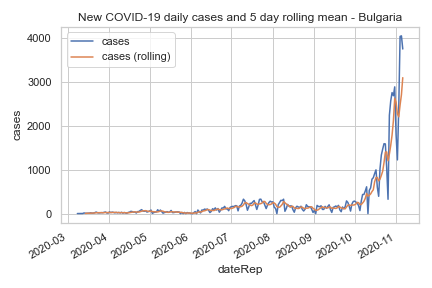 New COVID-19 daily cases and 5 day rolling mean - Bulgaria
cases
cases (rolling)
4000
3000
2000
1000
0
cases
2020-03
2020-04
2020-05
2020-06
2020-07
2020-08
2020-09
2020-10
2020-11
dateRep